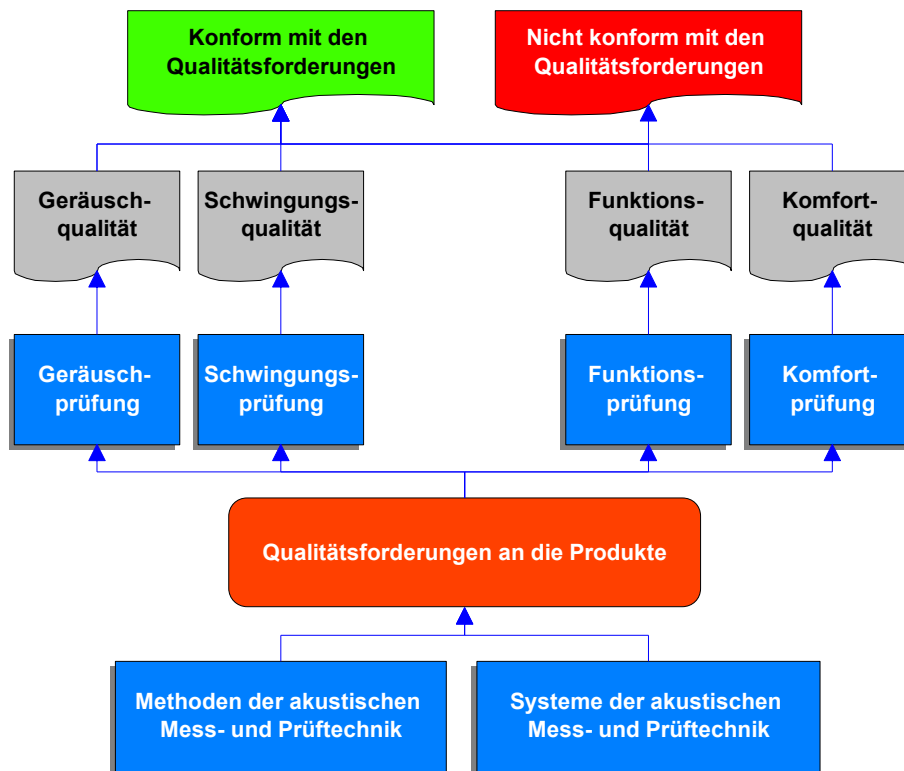 Konform mit den
Qualitätsforderungen
Nicht konform mit den
Qualitätsforderungen
Geräusch-
qualität
Schwingungs-
qualität
Funktions-
qualität
Komfort-
qualität
Geräusch-
prüfung
Schwingungs-
prüfung
Funktions-
prüfung
Komfort-
prüfung
Qualitätsforderungen an die Produkte
Methoden der akustischen
Mess- und Prüftechnik
Systeme der akustischen
Mess- und Prüftechnik